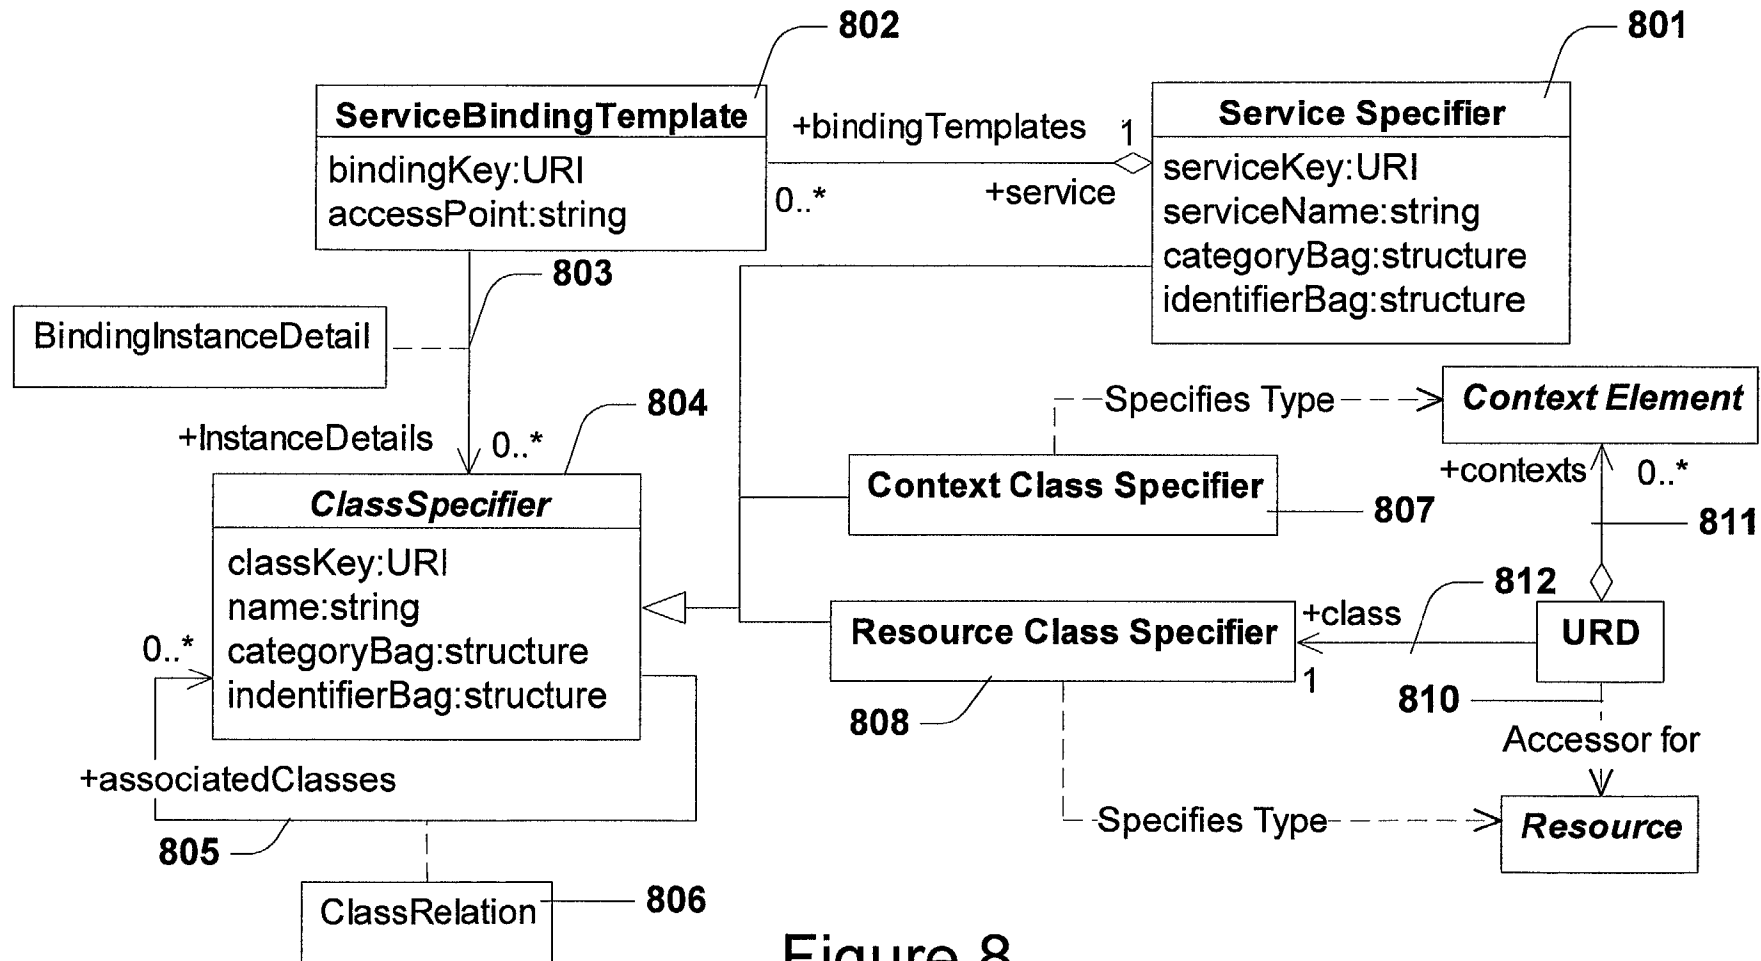 802
801
ServiceBindingTemplate
bindingKey:URI
accessPoint:string
+bindingTemplates 1
0..* +service
Service Specifier
serviceKey:URI
serviceName:string
categoryBag:structure
identifierBag:structure
803
BindingInstanceDetail
804
+InstanceDetails 0..*
Specifies Type
Context Element
+contexts 0..*
ClassSpecifier
classKey:URI
name:string
categoryBag:structure
indentifierBag:structure
Context Class Specifier
807
811
812
0..*
Resource Class Specifier
+class
1
URD
808
810
Accessor for
+associatedClasses
Specifies Type
Resource
805
ClassRelation
806
Figure 8